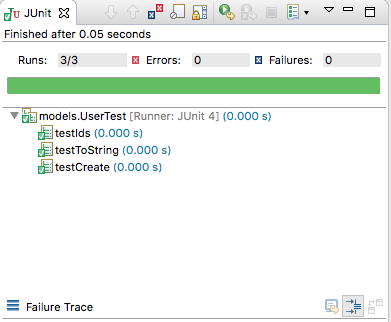 JUnit
Finished after 0.05 seconds
Runs: 3/3 Errors: 0 Failures: 0
models.UserTest [Runner: JUnit 4] (0.000 s)
testIds (0.000 s)
testToString (0.000 s)
testCreate (0.000 s)
Failure Trace